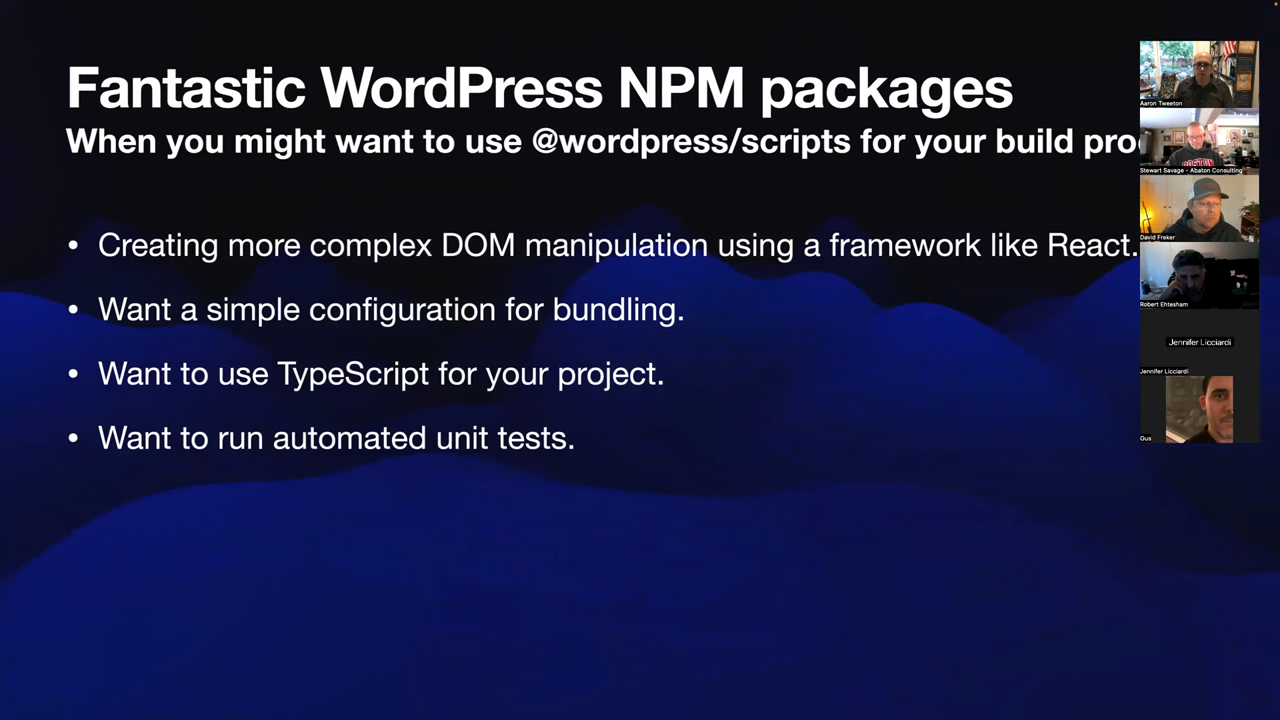 Fantastic WordPress NPM packages
When you might want to use @wordpress/scripts for your build
• Creating more complex DOM manipulation using a framework like React.
• Want a simple configuration for bundling.
• Want to use TypeScript for your project.
• Want to run automated unit tests.
Aaron Tweeton
Stewart Savage - Abaton Consulting
David Freker
Robert Ehtesham
Jennifer Licciardi
Jennifer Licciardi
Gus